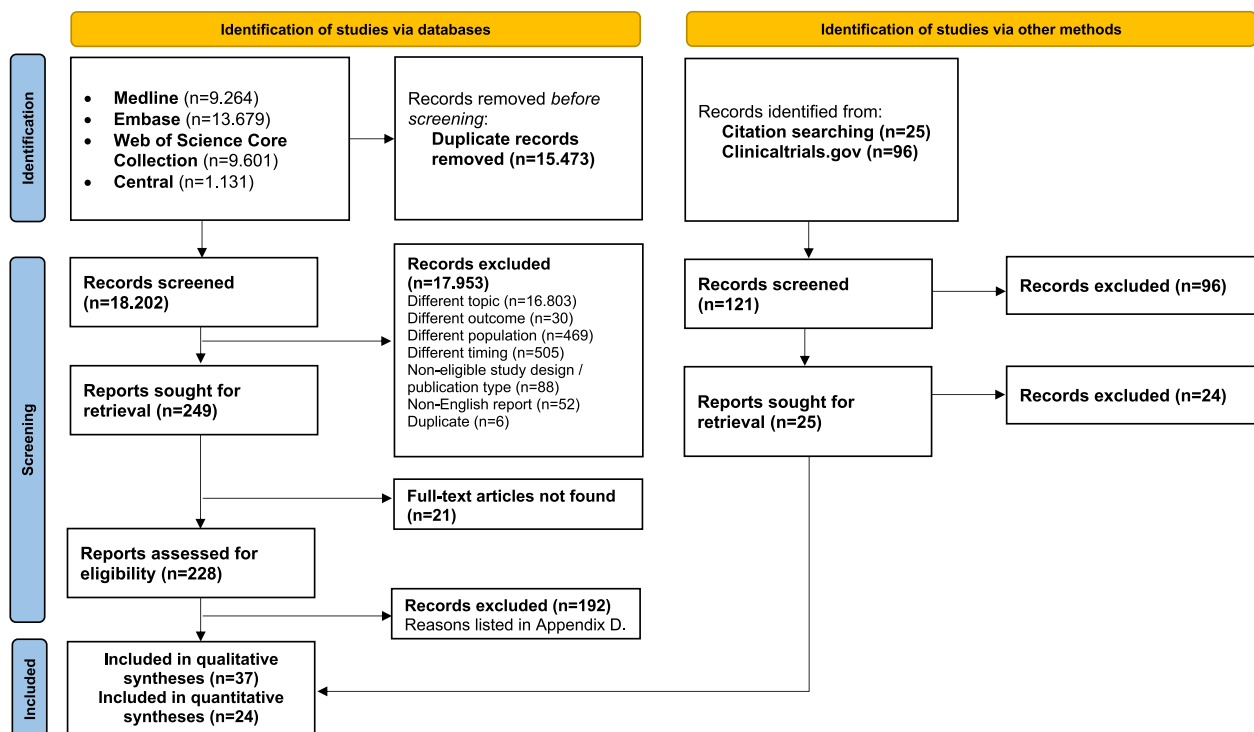 Identification of studies via databases
Identification of studies via other methods
Identification
• Medline (n=9.264)
• Embase (n=13.679)
• Web of Science Core
Collection (n=9.601)
• Central (n=1.131)
Records removed before
screening:
Duplicate records
removed (n=15.473)
Records identified from:
Citation searching (n=25)
Clinicaltrials.gov (n=96)
Screening
Records screened
(n=18.202)
Records excluded
(n=17.953)
Different topic (n=16.803)
Different outcome (n=30)
Different population (n=469)
Different timing (n=505)
Non-eligible study design /
publication type (n=88)
Non-English report (n=52)
Duplicate (n=6)
Records screened
(n=121)
Records excluded (n=96)
Reports sought for
retrieval (n=249)
Reports sought for
retrieval (n=25)
Records excluded (n=24)
Full-text articles not found
(n=21)
Reports assessed for
eligibility (n=228)
Records excluded (n=192)
Reasons listed in Appendix D.
Included
Included in qualitative
syntheses (n=37)
Included in quantitative
syntheses (n=24)